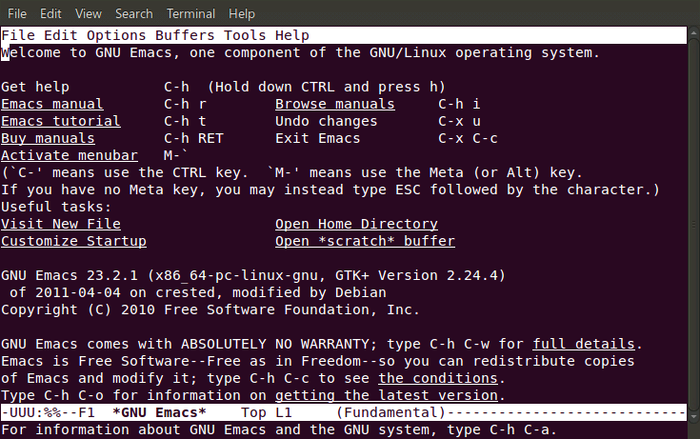 File Edit View Search Terminal Help
File Edit Options Buffers Tools Help
Welcome to GNU Emacs, one component of the GNU/Linux operating system.
Get help C-h (Hold down CTRL and press h)
Emacs manual C-h r Browse manuals C-h i
Emacs tutorial C-h t Undo changes C-x u
Buy manuals C-h RET Exit Emacs C-x C-c
Activate menubar M-`
(`C-' means use the CTRL key. `M-' means use the Meta (or Alt) key.
If you have no Meta key, you may instead type ESC followed by the character.)
Useful tasks:
Visit New File Open Home Directory
Customize Startup Open *scratch* buffer
GNU Emacs 23.2.1 (x86_64-pc-linux-gnu, GTK+ Version 2.24.4)
of 2011-04-04 on crested, modified by Debian
Copyright (C) 2010 Free Software Foundation, Inc.
GNU Emacs comes with ABSOLUTELY NO WARRANTY; type C-h C-w for full details.
Emacs is Free Software--Free as in Freedom--so you can redistribute copies
of Emacs and modify it; type C-h C-c to see the conditions.
Type C-h C-o for information on getting the latest version.
-UUU:%%--F1 *GNU Emacs* Top L1 (Fundamental)----------------------------
For information about GNU Emacs and the GNU system, type C-h C-a.